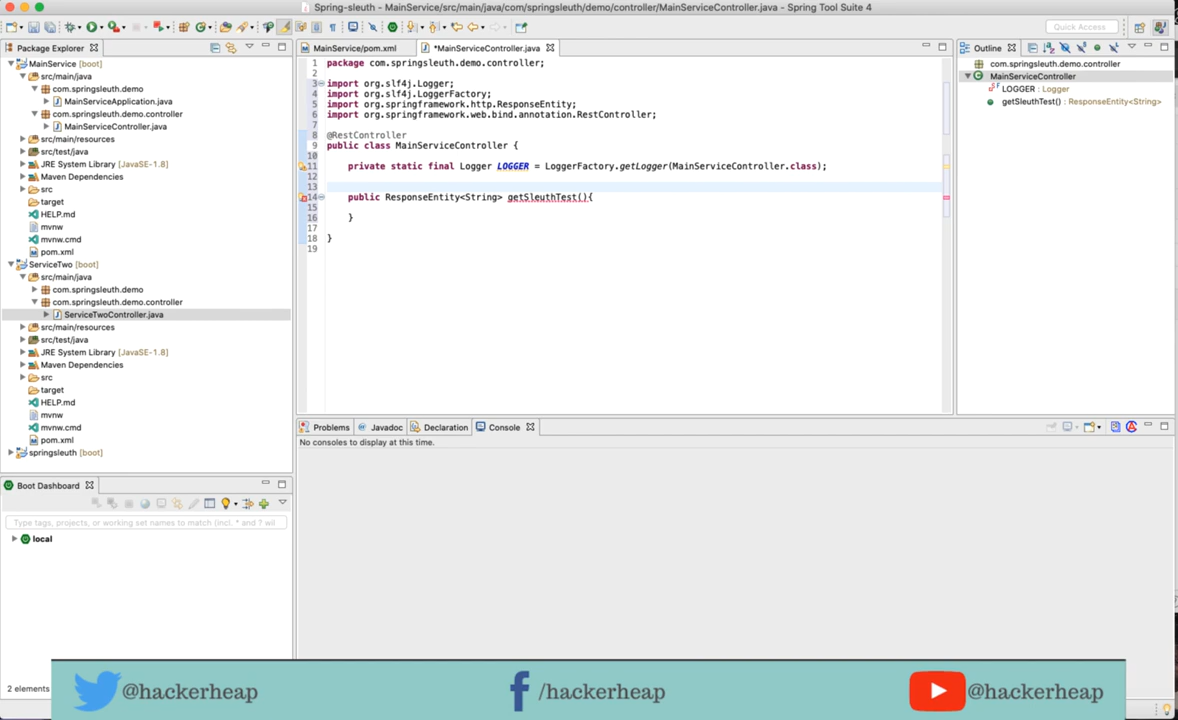 Spring-sleuth - MainService/src/main/java/com/springsleuth/demo/controller/MainServiceController.java - Spring Tool Suite 4
Quick Access
Package Explorer
MainService [boot]
src/main/java
com.springsleuth.demo
MainServiceApplication.java
com.springsleuth.demo.controller
MainServiceController.java
src/main/resources
src/test/java
JRE System Library [JavaSE-1.8]
Maven Dependencies
src
target
HELP.md
mvnw
mvnw.cmd
pom.xml
ServiceTwo [boot]
src/main/java
com.springsleuth.demo
com.springsleuth.demo.controller
ServiceTwoController.java
src/main/resources
src/test/java
JRE System Library [JavaSE-1.8]
Maven Dependencies
src
target
HELP.md
mvnw
mvnw.cmd
pom.xml
springsleuth [boot]
Boot Dashboard
Type tags, projects, or working set names to match (incl. * and ? wil
local
2 elements
MainService/pom.xml
*MainServiceController.java
1 package com.springsleuth.demo.controller;
2
3 import org.slf4j.Logger;
4 import org.slf4j.LoggerFactory;
5 import org.springframework.http.ResponseEntity;
6 import org.springframework.web.bind.annotation.RestController;
7
8 @RestController
9 public class MainServiceController {
10
11 private static final Logger LOGGER = LoggerFactory.getLogger(MainServiceController.class);
12
13
14 public ResponseEntity<String> getSleuthTest(){
15
16 }
17
18 }
19
Problems
Javadoc
Declaration
Console
No consoles to display at this time.
Outline
com.springsleuth.demo.controller
MainServiceController
LOGGER : Logger
getSleuthTest() : ResponseEntity<String>
@hackerheap
/hackerheap
@hackerheap